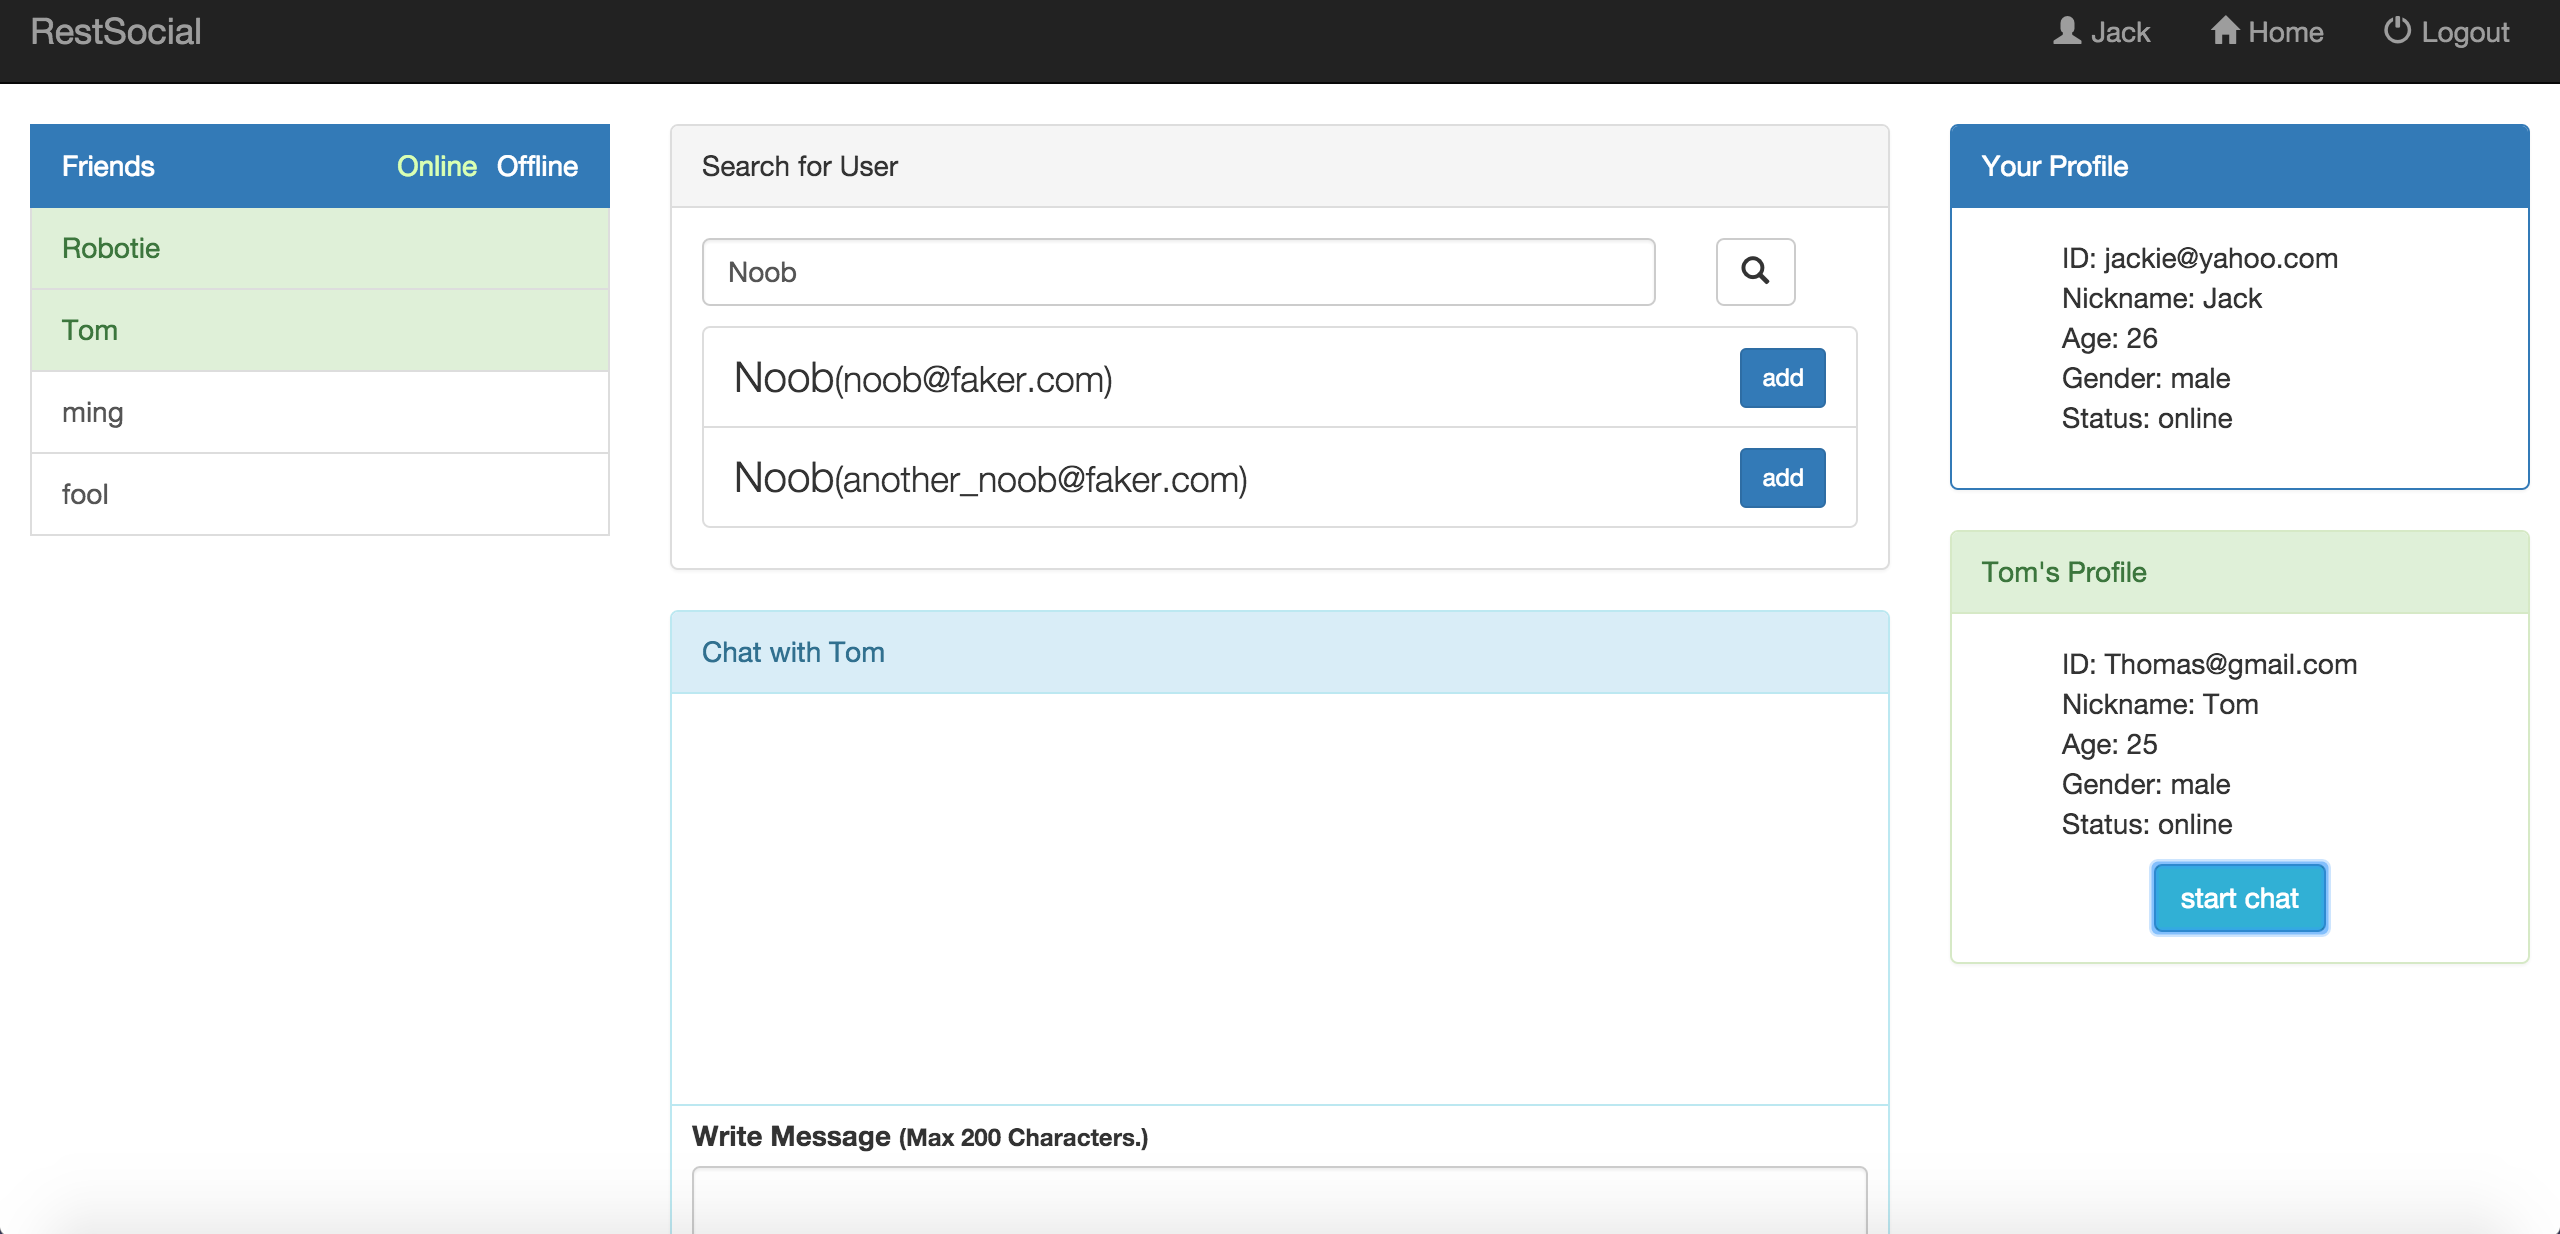 RestSocial
Jack Home Logout
Friends Online Offline
Robotie
Tom
ming
fool
Search for User
Noob
Noob(noob@faker.com) add
Noob(another_noob@faker.com) add
Chat with Tom
Write Message (Max 200 Characters.)
Your Profile
ID: jackie@yahoo.com
Nickname: Jack
Age: 26
Gender: male
Status: online
Tom's Profile
ID: Thomas@gmail.com
Nickname: Tom
Age: 25
Gender: male
Status: online
start chat